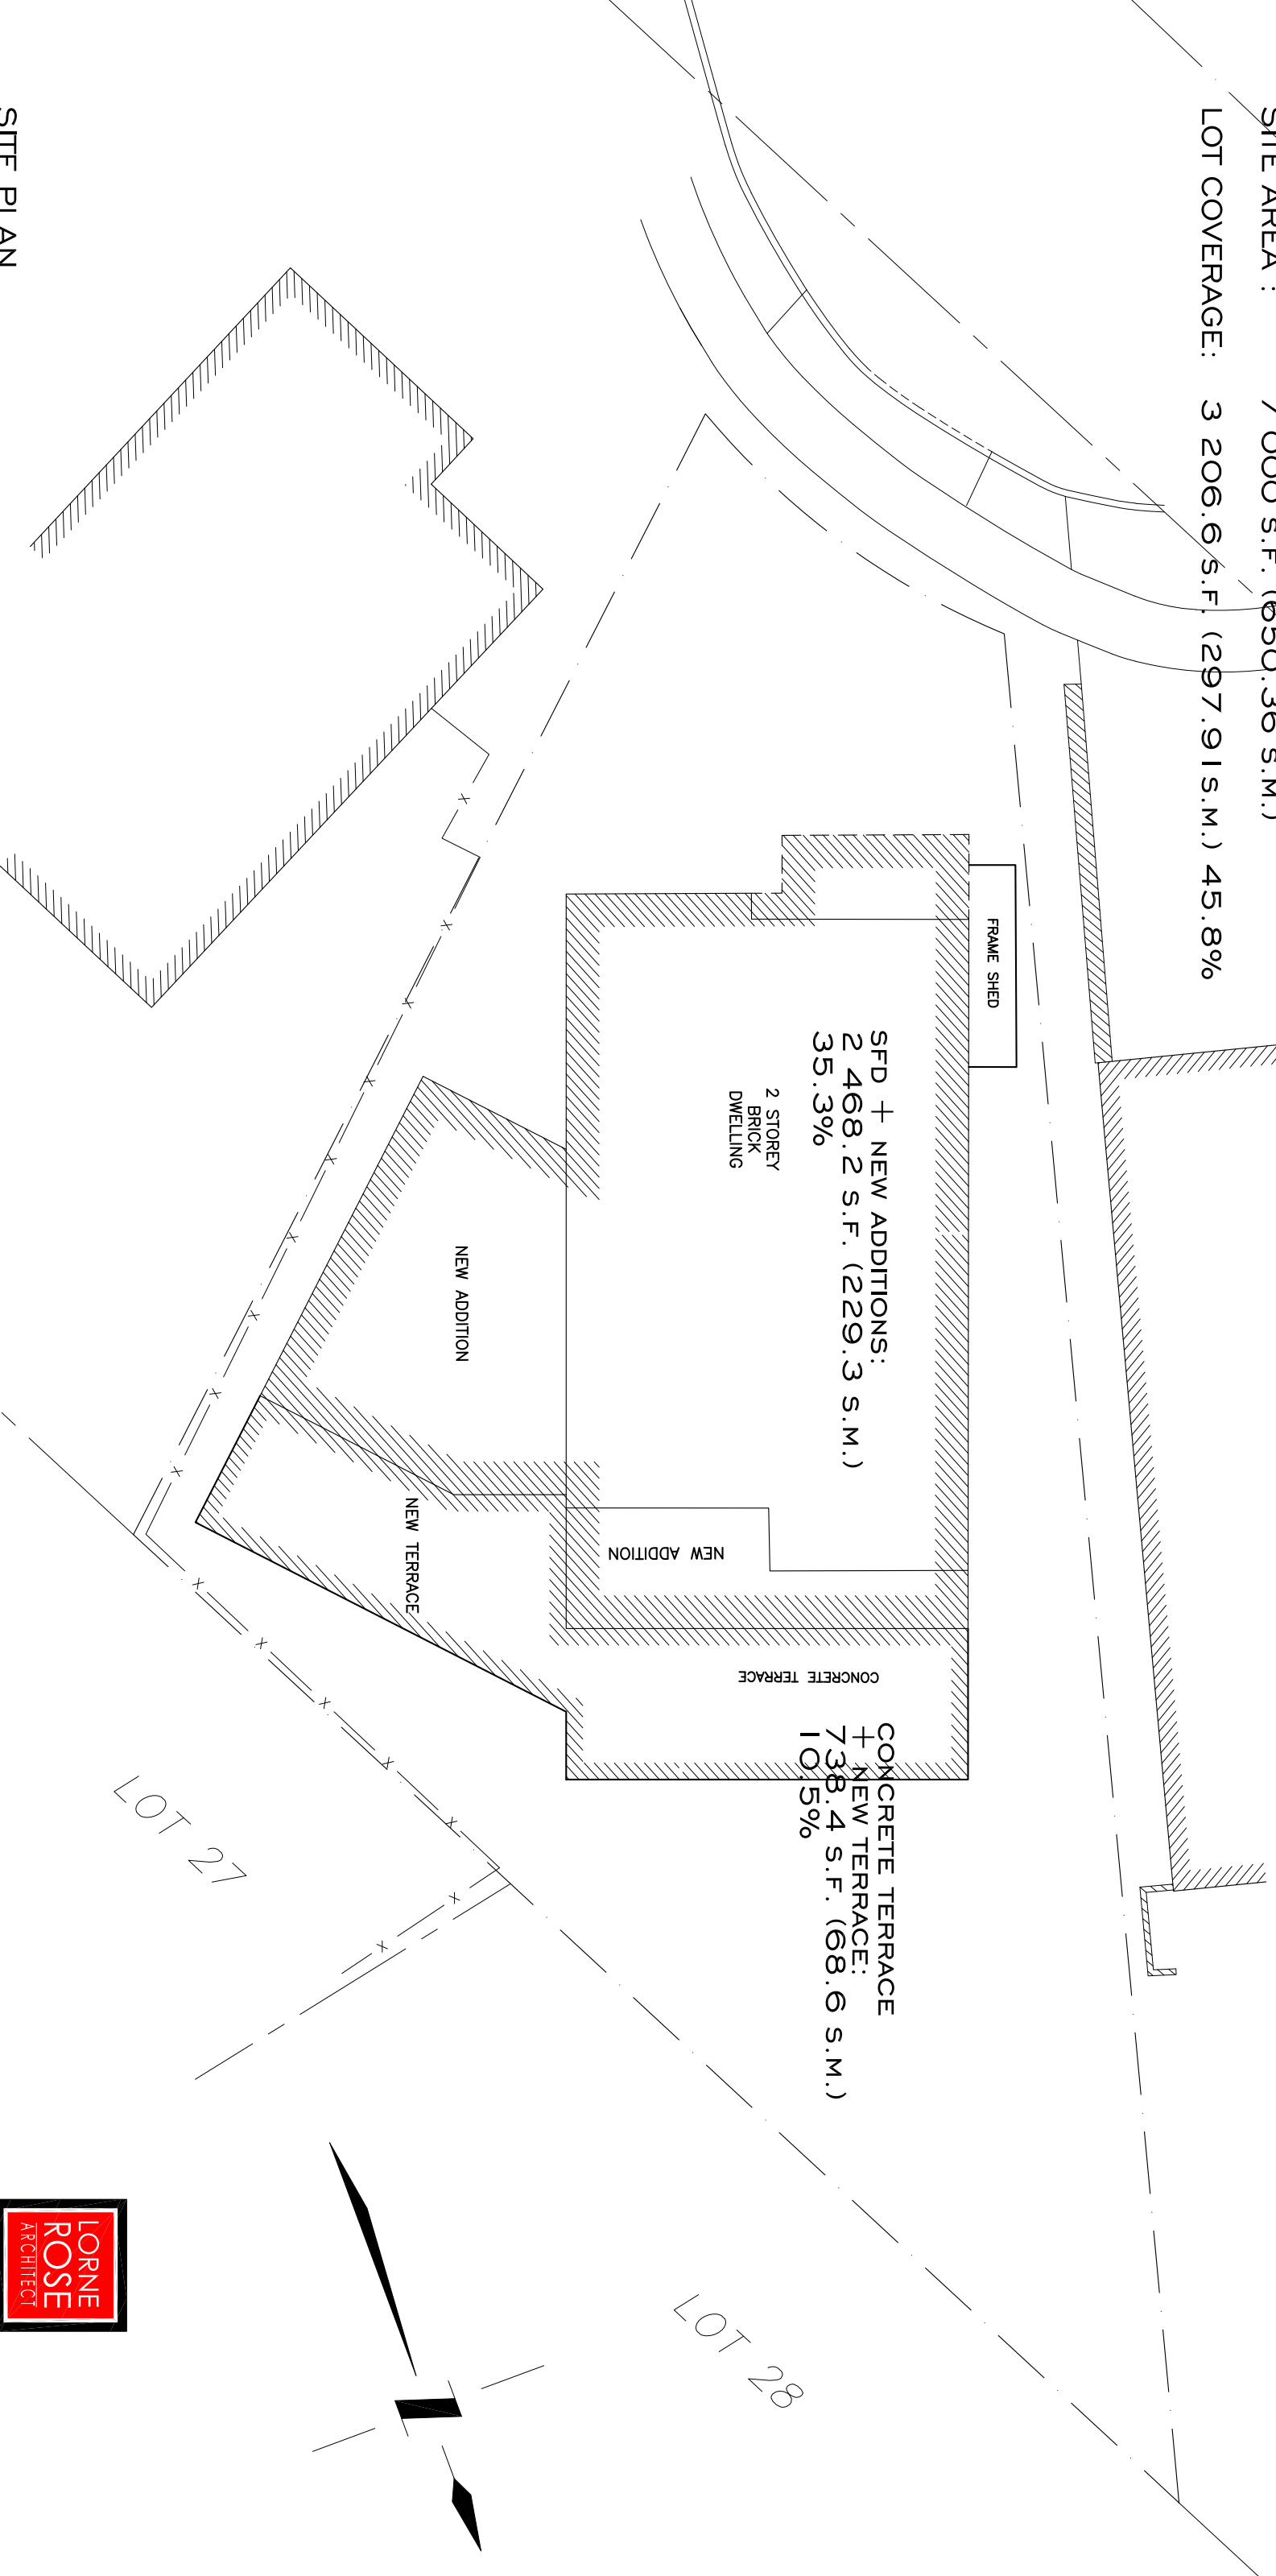 SITE AREA : 7 000 S.F. (650.36 S.M.)
LOT COVERAGE: 3 206.6 S.F. (297.91 S.M.) 45.8%
FRAME SHED
SFD + NEW ADDITIONS:
2 468.2 S.F. (229.3 S.M.)
35.3%
2 STOREY
BRICK
DWELLING
NEW ADDITION
NEW ADDITION
NEW TERRACE
CONCRETE TERRACE
CONCRETE TERRACE
+ NEW TERRACE:
738.4 S.F. (68.6 S.M.)
10.5%
LOT 27
LOT 28
SITE PLAN
LORNE
ROSE
ARCHITECT